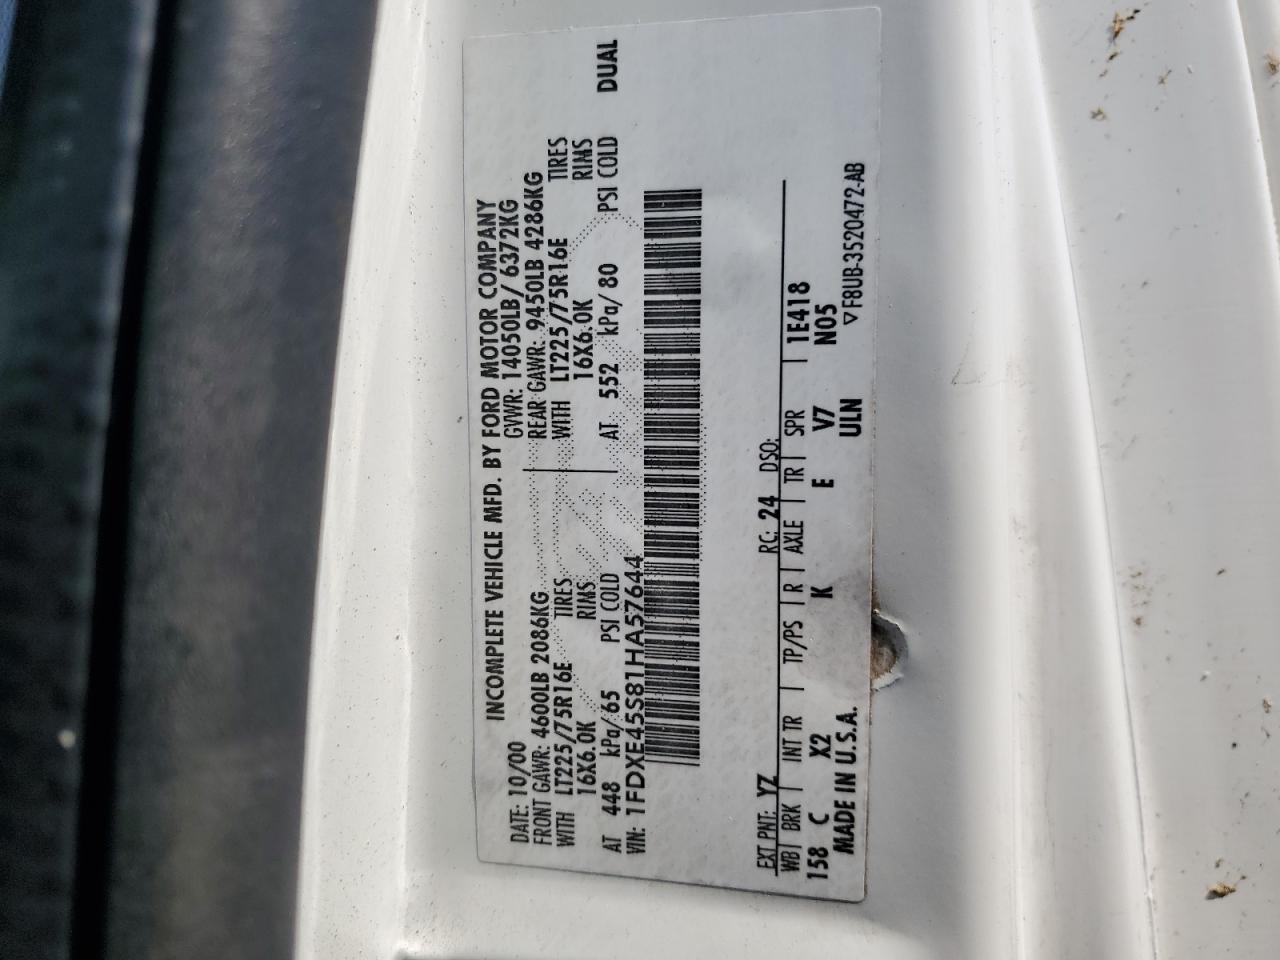 INCOMPLETE VEHICLE MFD. BY FORD MOTOR COMPANY
DATE: 10/00 GVWR: 14050LB/ 6372KG
FRONT GAWR: 4600LB 2086KG REAR GAWR: 9450LB 4286KG
WITH LT225/75R16E TIRES WITH LT225/75R16E TIRES
16X6.0K RIMS 16X6.0K RIMS
AT 448 kPa/65 PSI COLD AT 552 kPa/ 80 PSI COLD DUAL
VIN: 1FDXE45S81HA57644
EXT PNT: YZ RC: 24 DSO:
WB BRK INT TR TP/PS R AXLE TR SPR 1E418
158 C X2 K E V7 N05
MADE IN U.S.A. ULN ▽F8UB-3520472-AB